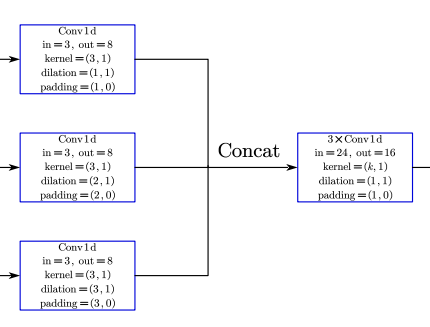 Conv1d
in=3, out=8
kernel=(3,1)
dilation=(1,1)
padding=(1,0)
Conv1d
in=3, out=8
kernel=(3,1)
dilation=(2,1)
padding=(2,0)
Conv1d
in=3, out=8
kernel=(3,1)
dilation=(3,1)
padding=(3,0)
Concat
3×Conv1d
in=24, out=16
kernel=(k,1)
dilation=(1,1)
padding=(1,0)